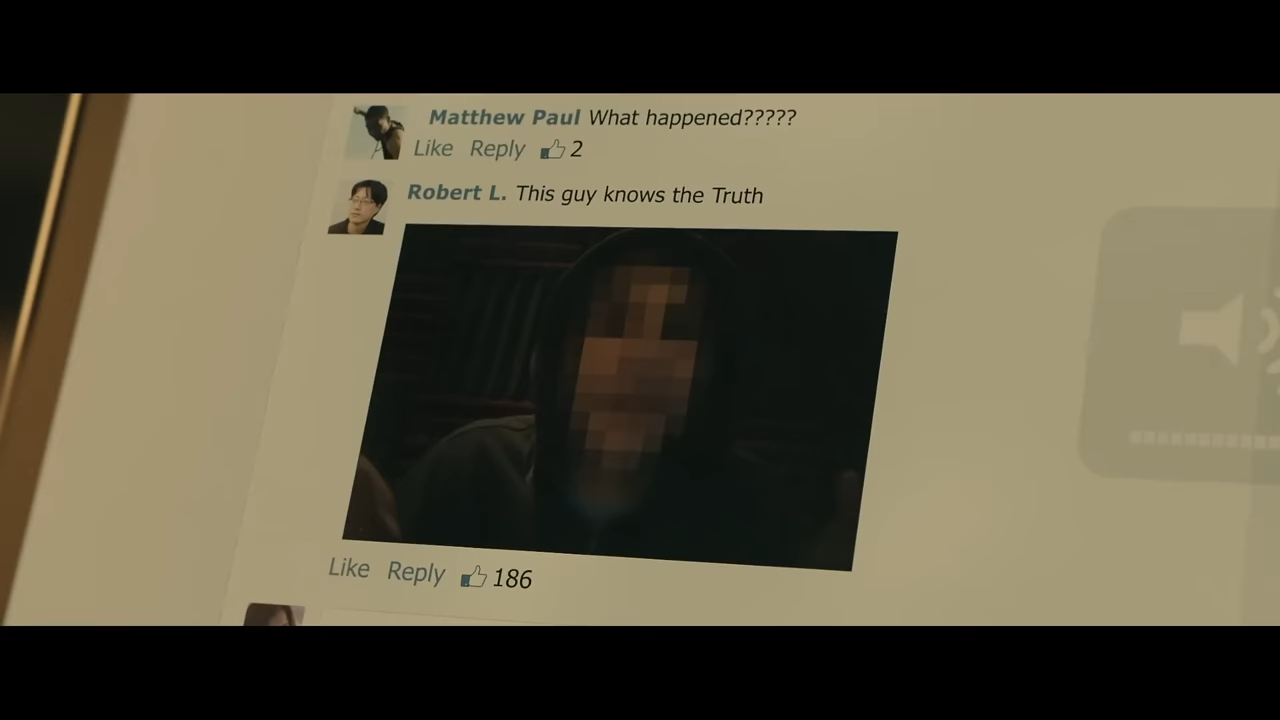 Matthew Paul What happened?????
Like Reply 2
Robert L. This guy knows the Truth
Like Reply 186